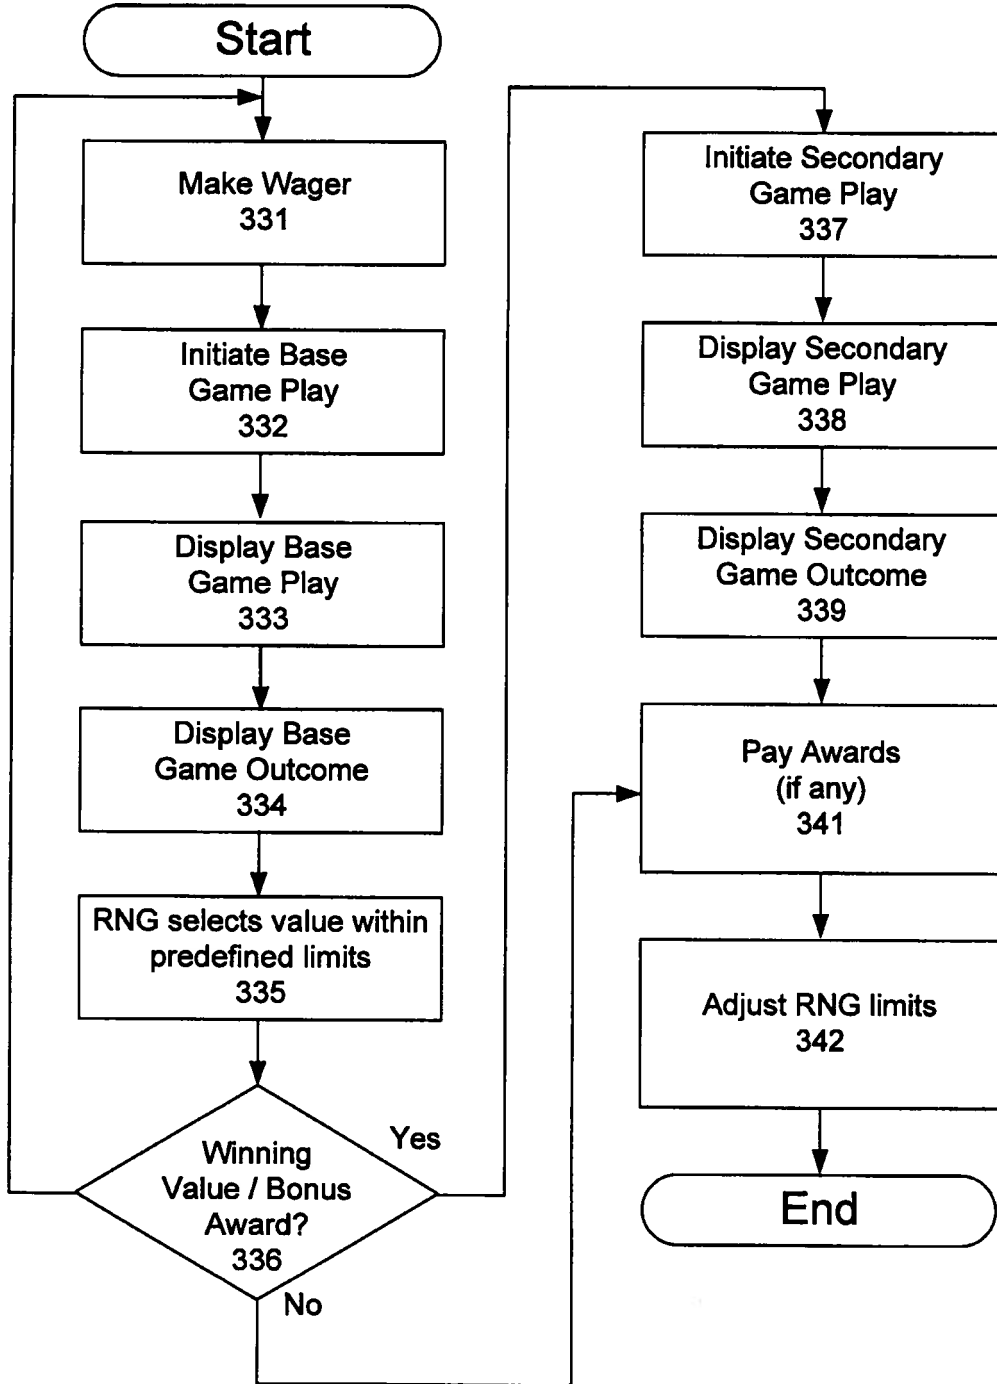 Start
Make Wager
331
Initiate Base
Game Play
332
Display Base
Game Play
333
Display Base
Game Outcome
334
RNG selects value within
predefined limits
335
Winning
Value / Bonus
Award?
336
Yes
No
Initiate Secondary
Game Play
337
Display Secondary
Game Play
338
Display Secondary
Game Outcome
339
Pay Awards
(if any)
341
Adjust RNG limits
342
End